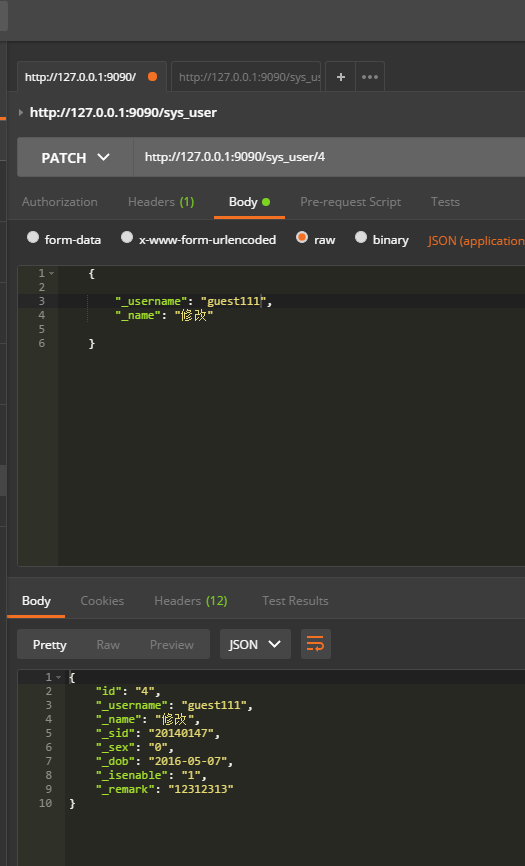 http://127.0.0.1:9090/
http://127.0.0.1:9090/sys_us
+ •••
http://127.0.0.1:9090/sys_user
PATCH http://127.0.0.1:9090/sys_user/4
Authorization Headers (1) Body Pre-request Script Tests
form-data x-www-form-urlencoded raw binary JSON (application
1 {
2
3 "_username": "guest111",
4 "_name": "修改"
5
6 }
Body Cookies Headers (12) Test Results
Pretty Raw Preview JSON
1 {
2 "id": "4",
3 "_username": "guest111",
4 "_name": "修改",
5 "_sid": "20140147",
6 "_sex": "0",
7 "_dob": "2016-05-07",
8 "_isenable": "1",
9 "_remark": "12312313"
10 }